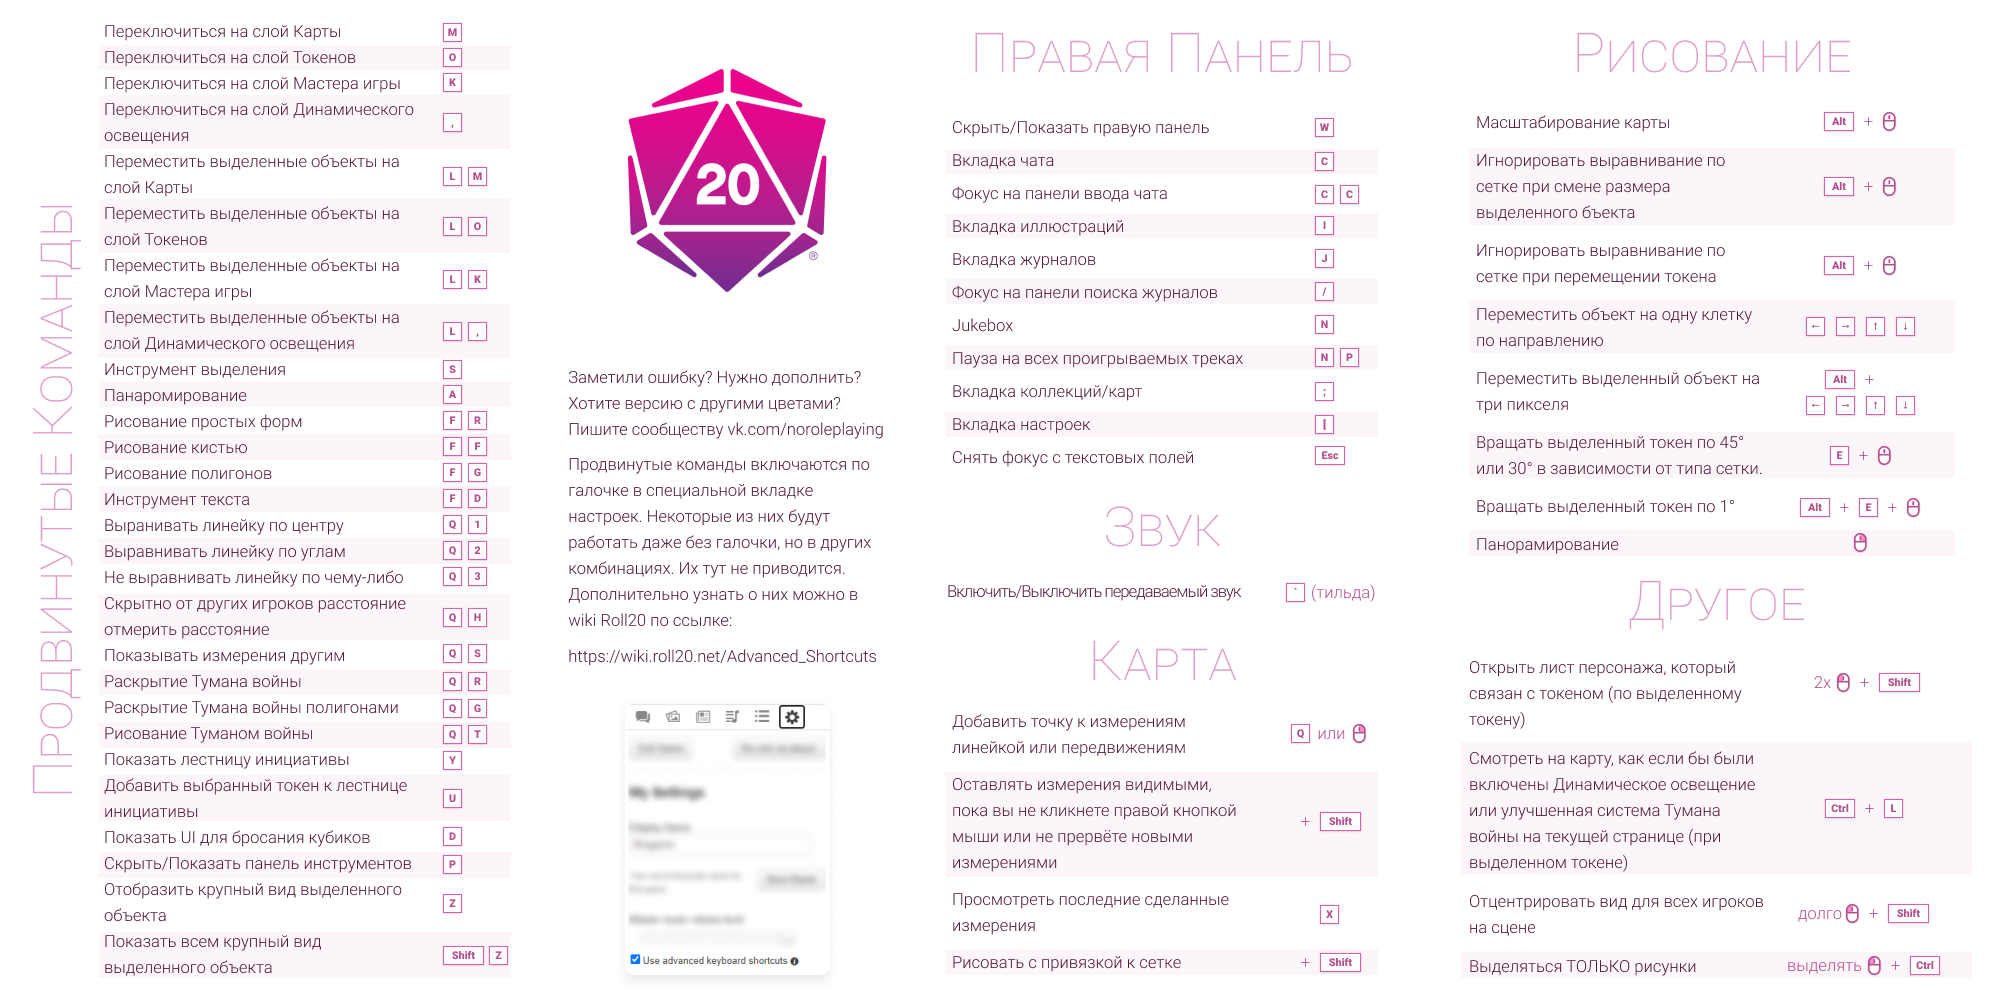 Продвинутые Команды
Переключиться на слой Карты M
Переключиться на слой Токенов O
Переключиться на слой Мастера игры K
Переключиться на слой Динамического
освещения ,
Переместить выделенные объекты на
слой Карты L M
Переместить выделенные объекты на
слой Токенов L O
Переместить выделенные объекты на
слой Мастера игры L K
Переместить выделенные объекты на
слой Динамического освещения L ,
Инструмент выделения S
Панаромирование A
Рисование простых форм F R
Рисование кистью F F
Рисование полигонов F G
Инструмент текста F D
Выранивать линейку по центру Q 1
Выравнивать линейку по углам Q 2
Не выравнивать линейку по чему-либо Q 3
Скрытно от других игроков расстояние
отмерить расстояние Q H
Показывать измерения другим Q S
Раскрытие Тумана войны Q R
Раскрытие Тумана войны полигонами Q G
Рисование Туманом войны Q T
Показать лестницу инициативы Y
Добавить выбранный токен к лестнице
инициативы U
Показать UI для бросания кубиков D
Скрыть/Показать панель инструментов P
Отобразить крупный вид выделенного
объекта Z
Показать всем крупный вид
выделенного объекта Shift Z
20
®
Заметили ошибку? Нужно дополнить?
Хотите версию с другими цветами?
Пишите сообществу vk.com/noroleplaying
Продвинутые команды включаются по
галочке в специальной вкладке
настроек. Некоторые из них будут
работать даже без галочки, но в других
комбинациях. Их тут не приводится.
Дополнительно узнать о них можно в
wiki Roll20 по ссылке:
https://wiki.roll20.net/Advanced_Shortcuts
My Settings
Display Name
Use advanced keyboard shortcuts
Правая Панель
Скрыть/Показать правую панель W
Вкладка чата C
Фокус на панели ввода чата C C
Вкладка иллюстраций I
Вкладка журналов J
Фокус на панели поиска журналов /
Jukebox N
Пауза на всех проигрываемых треках N P
Вкладка коллекций/карт ;
Вкладка настроек [
Снять фокус с текстовых полей Esc
Звук
Включить/Выключить передаваемый звук ` (тильда)
Карта
Добавить точку к измерениям
линейкой или передвижениям Q или
Оставлять измерения видимыми,
пока вы не кликнете правой кнопкой
мыши или не прервёте новыми
измерениями + Shift
Просмотреть последние сделанные
измерения X
Рисовать с привязкой к сетке + Shift
Рисование
Масштабирование карты Alt +
Игнорировать выравнивание по
сетке при смене размера
выделенного бъекта Alt +
Игнорировать выравнивание по
сетке при перемещении токена Alt +
Переместить объект на одну клетку
по направлению ← → ↑ ↓
Переместить выделенный объект на Alt +
три пикселя ← → ↑ ↓
Вращать выделенный токен по 45°
или 30° в зависимости от типа сетки. E +
Вращать выделенный токен по 1° Alt + E +
Панорамирование
Другое
Открыть лист персонажа, который
связан с токеном (по выделенному
токену) 2x + Shift
Смотреть на карту, как если бы были
включены Динамическое освещение
или улучшенная система Тумана
войны на текущей странице (при
выделенном токене) Ctrl + L
Отцентрировать вид для всех игроков
на сцене долго + Shift
Выделяться ТОЛЬКО рисунки выделять + Ctrl